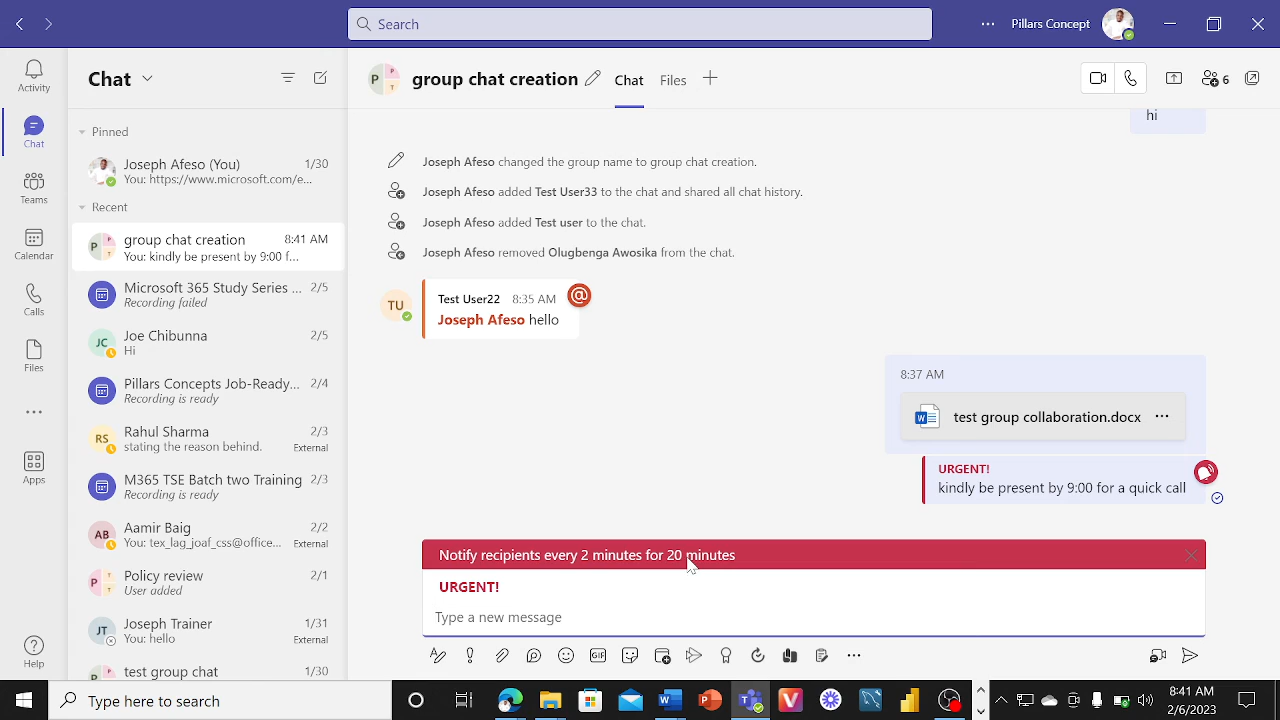 Search
Pillars Concept
Activity
Chat
Teams
Calendar
Calls
Files
Apps
Help
Chat
Pinned
Joseph Afeso (You) 1/30
You: https://www.microsoft.com/e...
Recent
group chat creation 8:41 AM
You: kindly be present by 9:00 f...
Microsoft 365 Study Series ... 2/5
Recording failed
JC
Joe Chibunna 2/5
Hi
Pillars Concepts Job-Ready... 2/4
Recording is ready
RS
Rahul Sharma 2/3
stating the reason behind. External
M365 TSE Batch two Training 2/3
Recording is ready
AB
Aamir Baig 2/2
You: tex_lag_joaf_css@office... External
Policy review 2/1
User added
JT
Joseph Trainer 1/31
You: hello External
test group chat 1/30
P P T group chat creation Chat Files
6
hi
Joseph Afeso changed the group name to group chat creation.
Joseph Afeso added Test User33 to the chat and shared all chat history.
Joseph Afeso added Test user to the chat.
Joseph Afeso removed Olugbenga Awosika from the chat.
TU
Test User22 8:35 AM @
Joseph Afeso hello
8:37 AM
W test group collaboration.docx ...
URGENT!
kindly be present by 9:00 for a quick call
Notify recipients every 2 minutes for 20 minutes
URGENT!
Type a new message
GIF
Type here to search
8:41 AM
2/6/2023